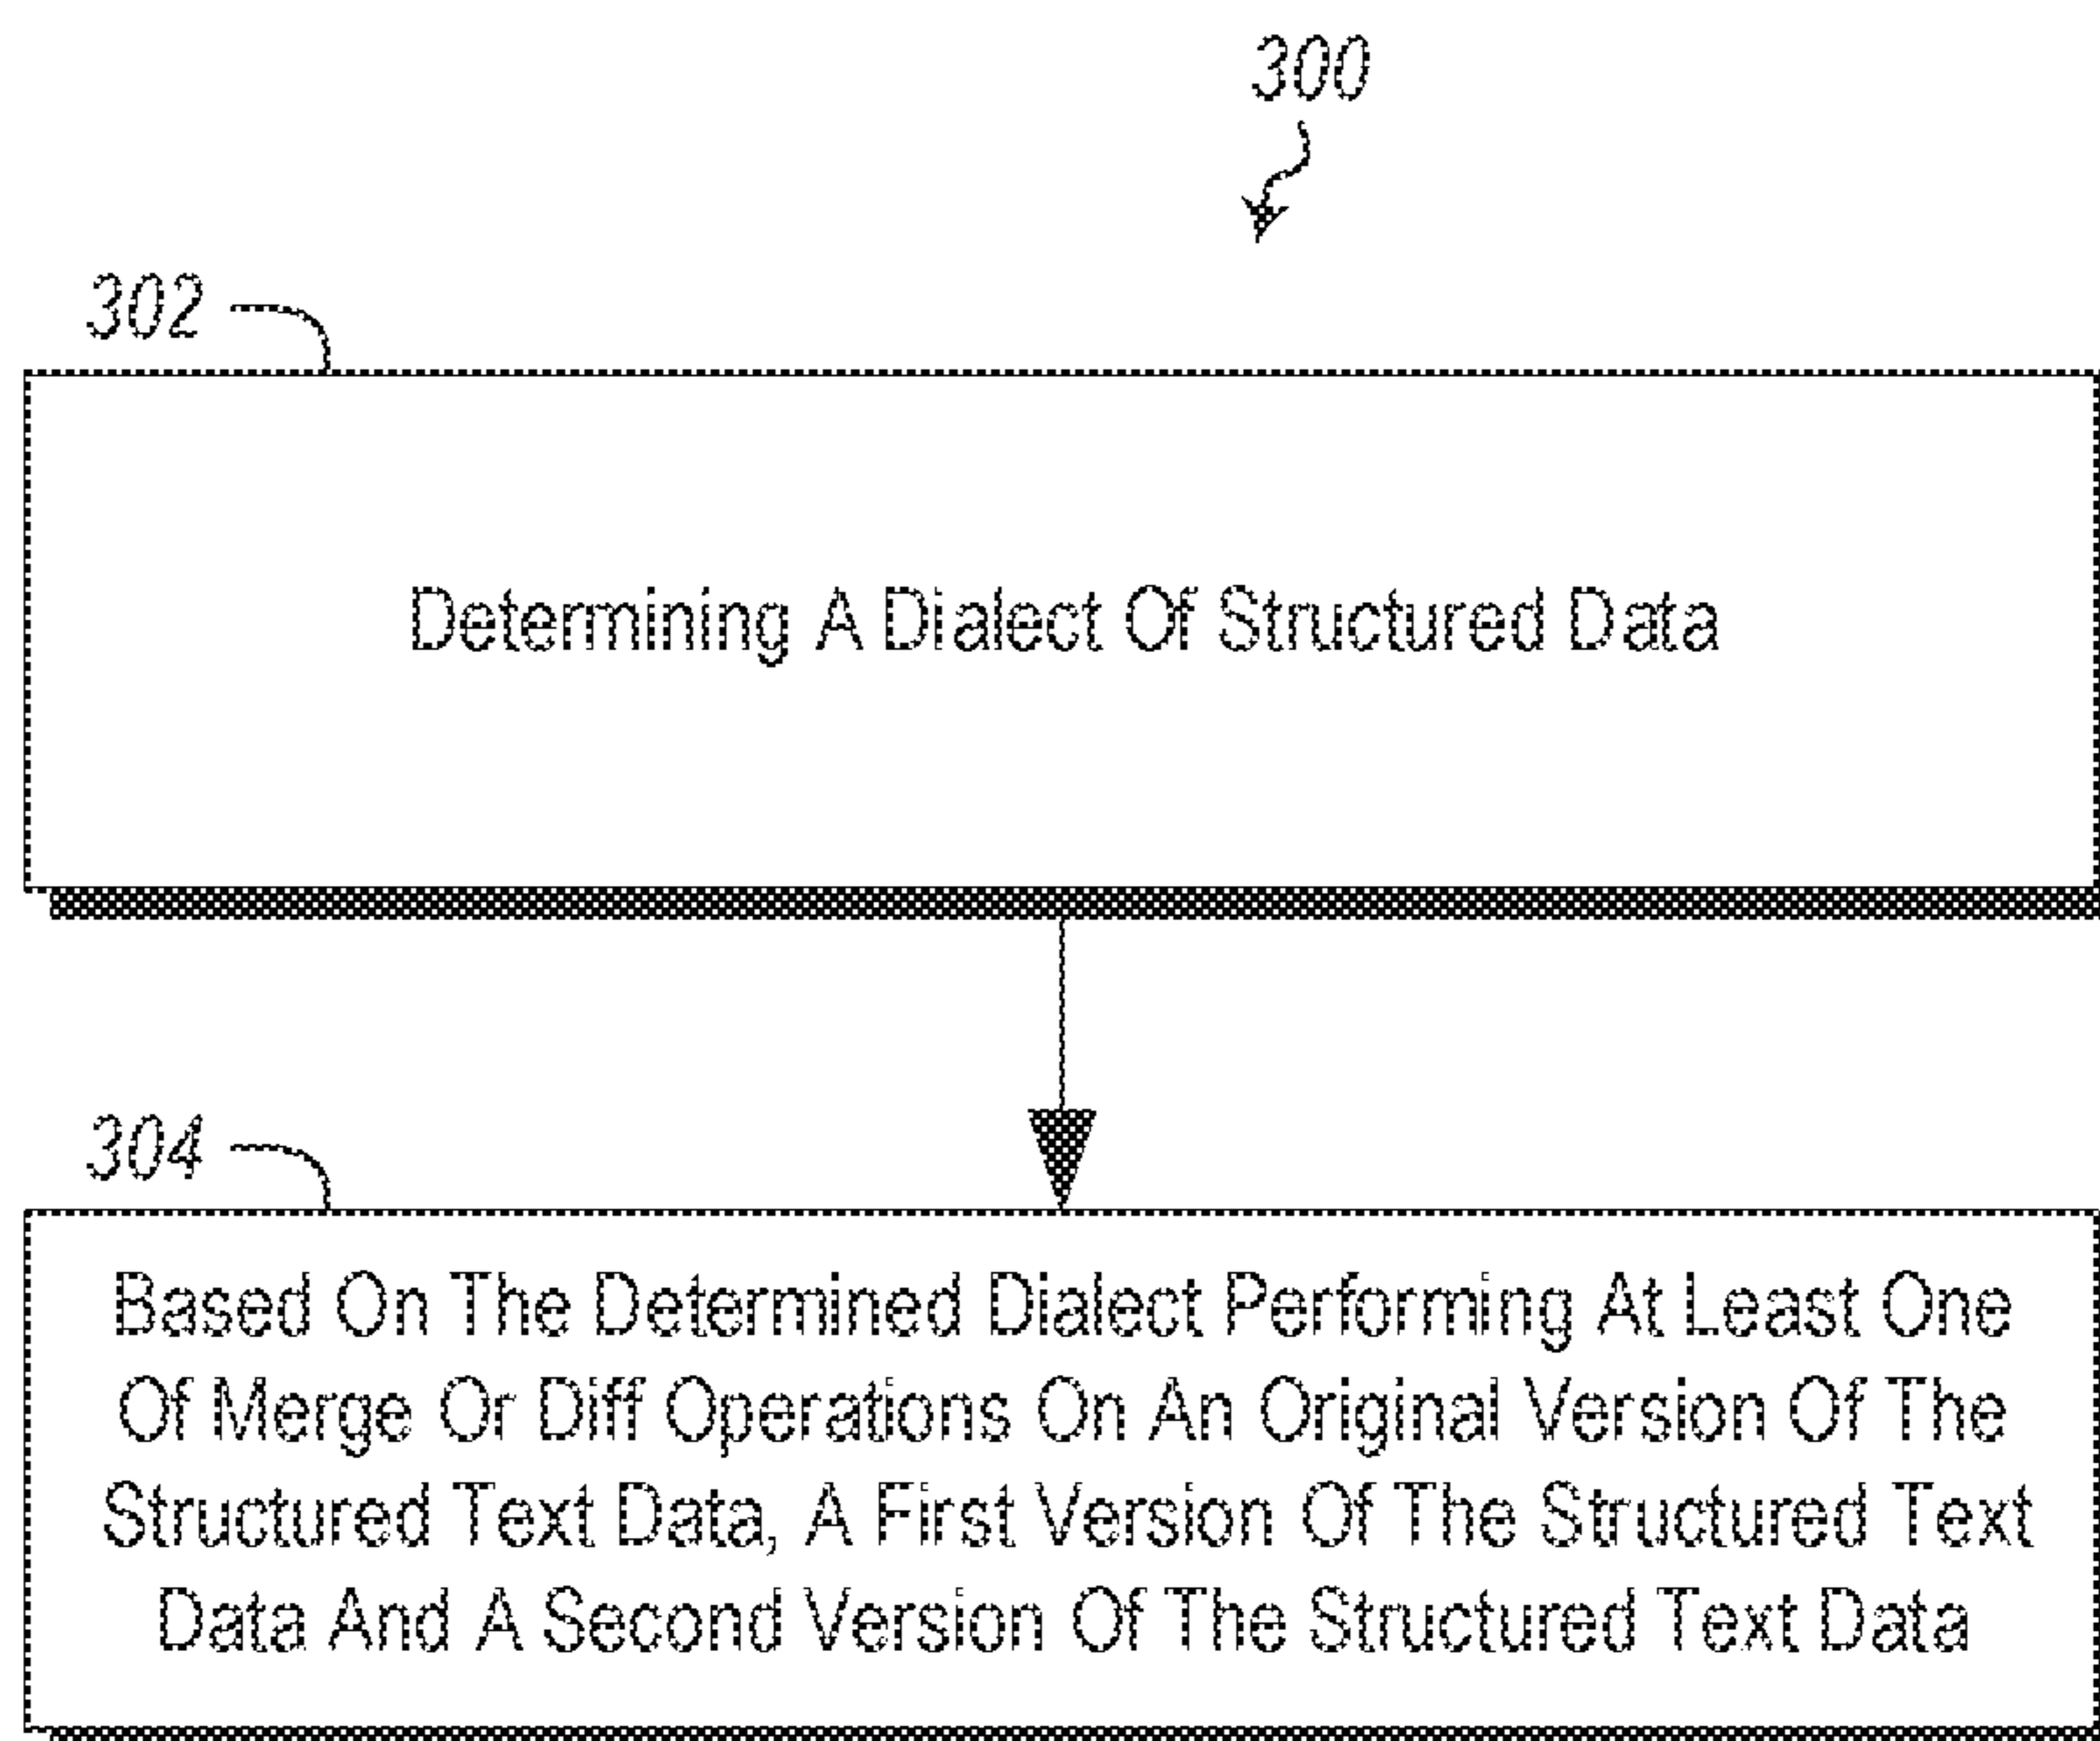 300
302
Determining A Dialect Of Structured Data
304
Based On The Determined Dialect Performing At Least One
Of Merge Or Diff Operations On An Original Version Of The
Structured Text Data, A First Version Of The Structured Text
Data And A Second Version Of The Structured Text Data